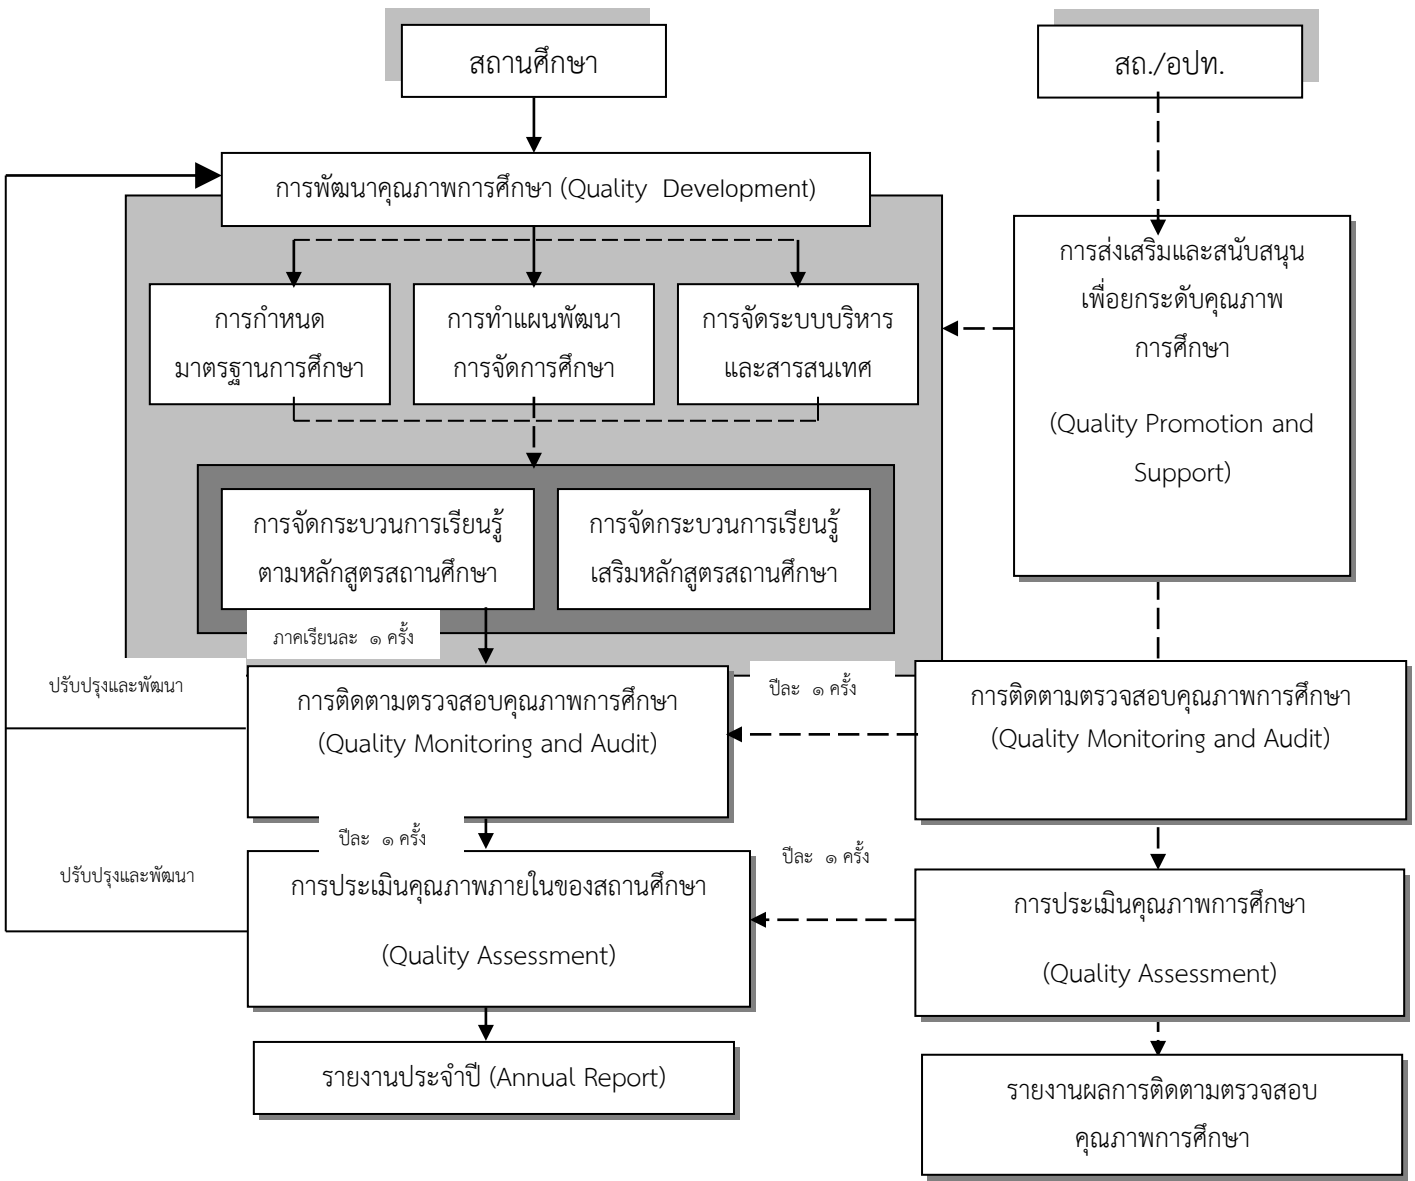 สถานศึกษา
สถ./อปท.
การพัฒนาคุณภาพการศึกษา (Quality Development)
การส่งเสริมและสนับสนุน
เพื่อยกระดับคุณภาพ
การศึกษา
(Quality Promotion and
Support)
การกำหนด
มาตรฐานการศึกษา
การทำแผนพัฒนา
การจัดการศึกษา
การจัดระบบบริหาร
และสารสนเทศ
การจัดกระบวนการเรียนรู้
ตามหลักสูตรสถานศึกษา
การจัดกระบวนการเรียนรู้
เสริมหลักสูตรสถานศึกษา
ภาคเรียนละ ๑ ครั้ง
ปรับปรุงและพัฒนา
การติดตามตรวจสอบคุณภาพการศึกษา
(Quality Monitoring and Audit)
ปีละ ๑ ครั้ง
การติดตามตรวจสอบคุณภาพการศึกษา
(Quality Monitoring and Audit)
ปีละ ๑ ครั้ง
ปีละ ๑ ครั้ง
ปรับปรุงและพัฒนา
การประเมินคุณภาพภายในของสถานศึกษา
(Quality Assessment)
การประเมินคุณภาพการศึกษา
(Quality Assessment)
รายงานประจำปี (Annual Report)
รายงานผลการติดตามตรวจสอบ
คุณภาพการศึกษา